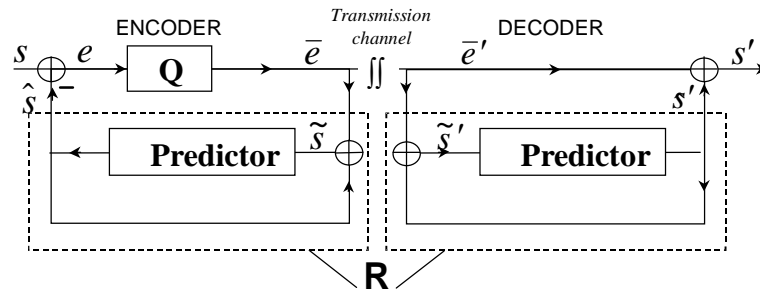 Transmission
channel
ENCODER
DECODER
s
e
Q
ē
ē′
s′
ŝ
−
s′
Predictor
s̃
s̃′
Predictor
R